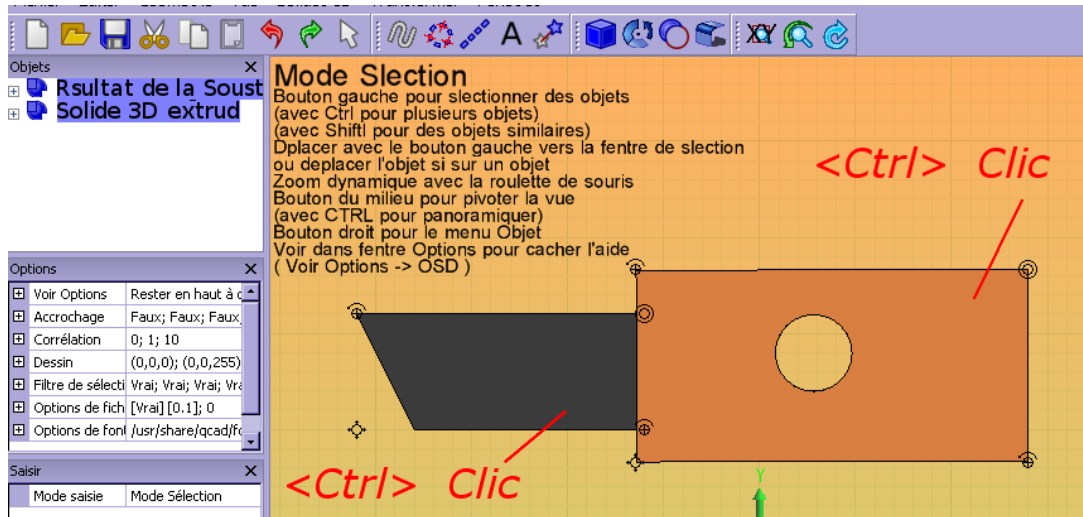 Objets
Rsultat de la Soust
Solide 3D extrud
Mode Slection
Bouton gauche pour slectionner des objets
(avec Ctrl pour plusieurs objets)
(avec Shiftl pour des objets similaires)
Dplacer avec le bouton gauche vers la fentre de slection
ou deplacer l'objet si sur un objet
Zoom dynamique avec la roulette de souris
Bouton du milieu pour pivoter la vue
(avec CTRL pour panoramiquer)
Bouton droit pour le menu Objet
Voir dans fentre Options pour cacher l'aide
( Voir Options -> OSD )
<Ctrl> Clic
Options
Voir Options Rester en haut à
Accrochage Faux; Faux; Faux
Corrélation 0; 1; 10
Dessin (0,0,0); (0,0,255)
Filtre de sélecti Vrai; Vrai; Vrai; Vra
Options de fich [Vrai] [0.1]; 0
Options de font /usr/share/qcad/fo
<Ctrl> Clic
Y
Saisir
Mode saisie Mode Sélection